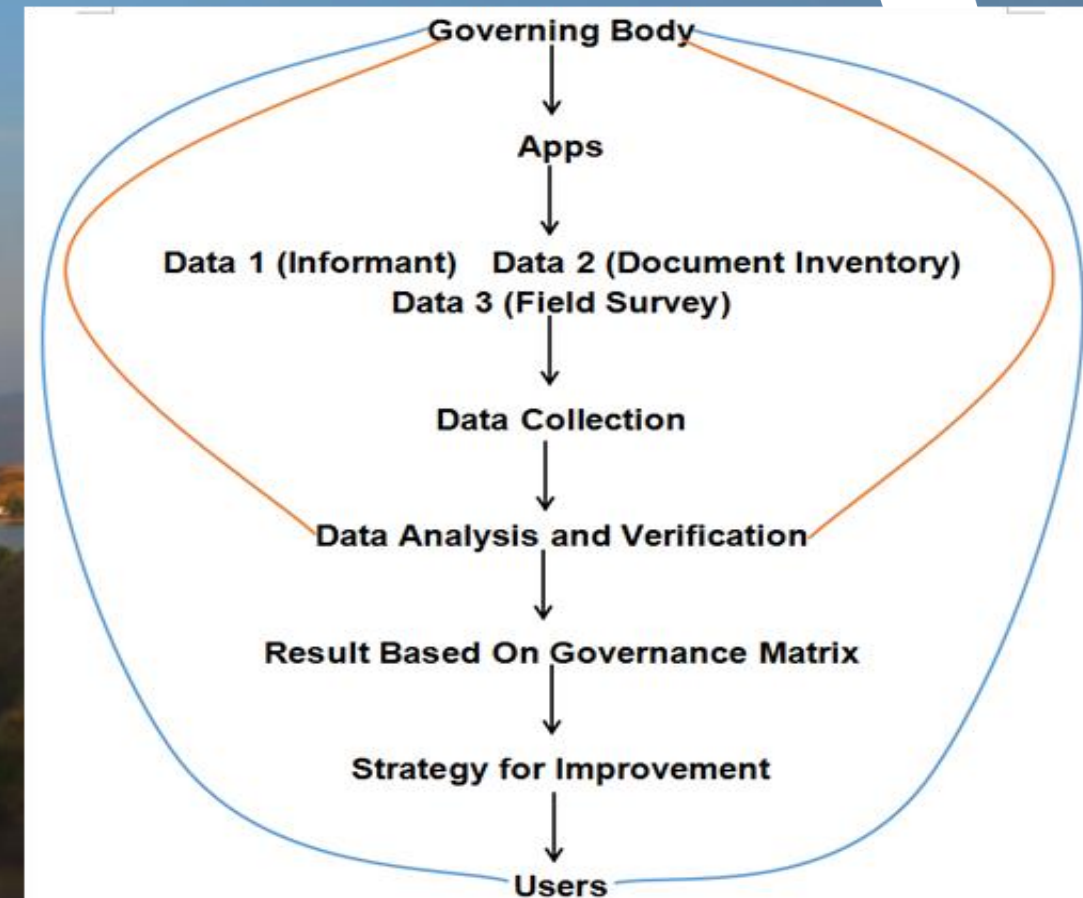 Governing Body
Apps
Data 1 (Informant) Data 2 (Document Inventory)
Data 3 (Field Survey)
Data Collection
Data Analysis and Verification
Result Based On Governance Matrix
Strategy for Improvement
Users